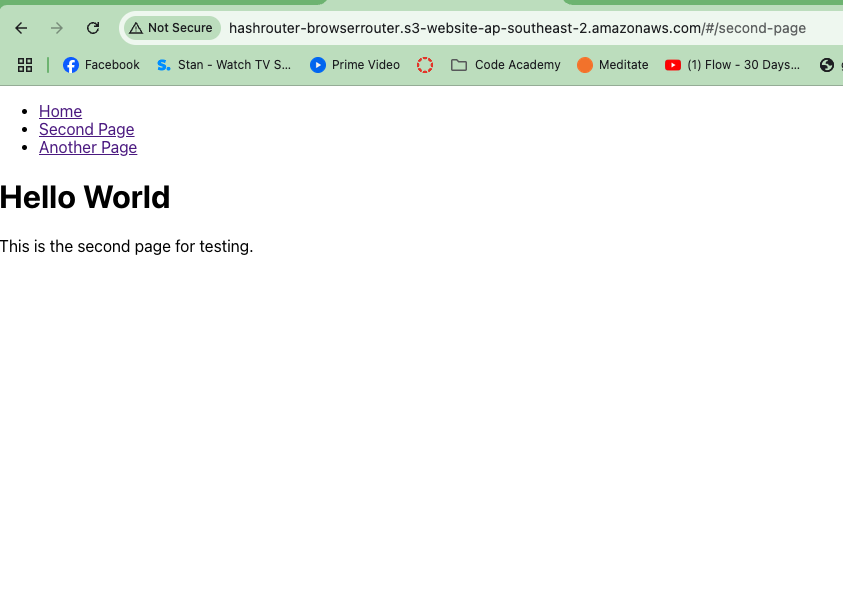 Not Secure hashrouter-browserrouter.s3-website-ap-southeast-2.amazonaws.com/#/second-page
Facebook S. Stan - Watch TV S... Prime Video Code Academy Meditate (1) Flow - 30 Days...
Home
Second Page
Another Page
Hello World
This is the second page for testing.